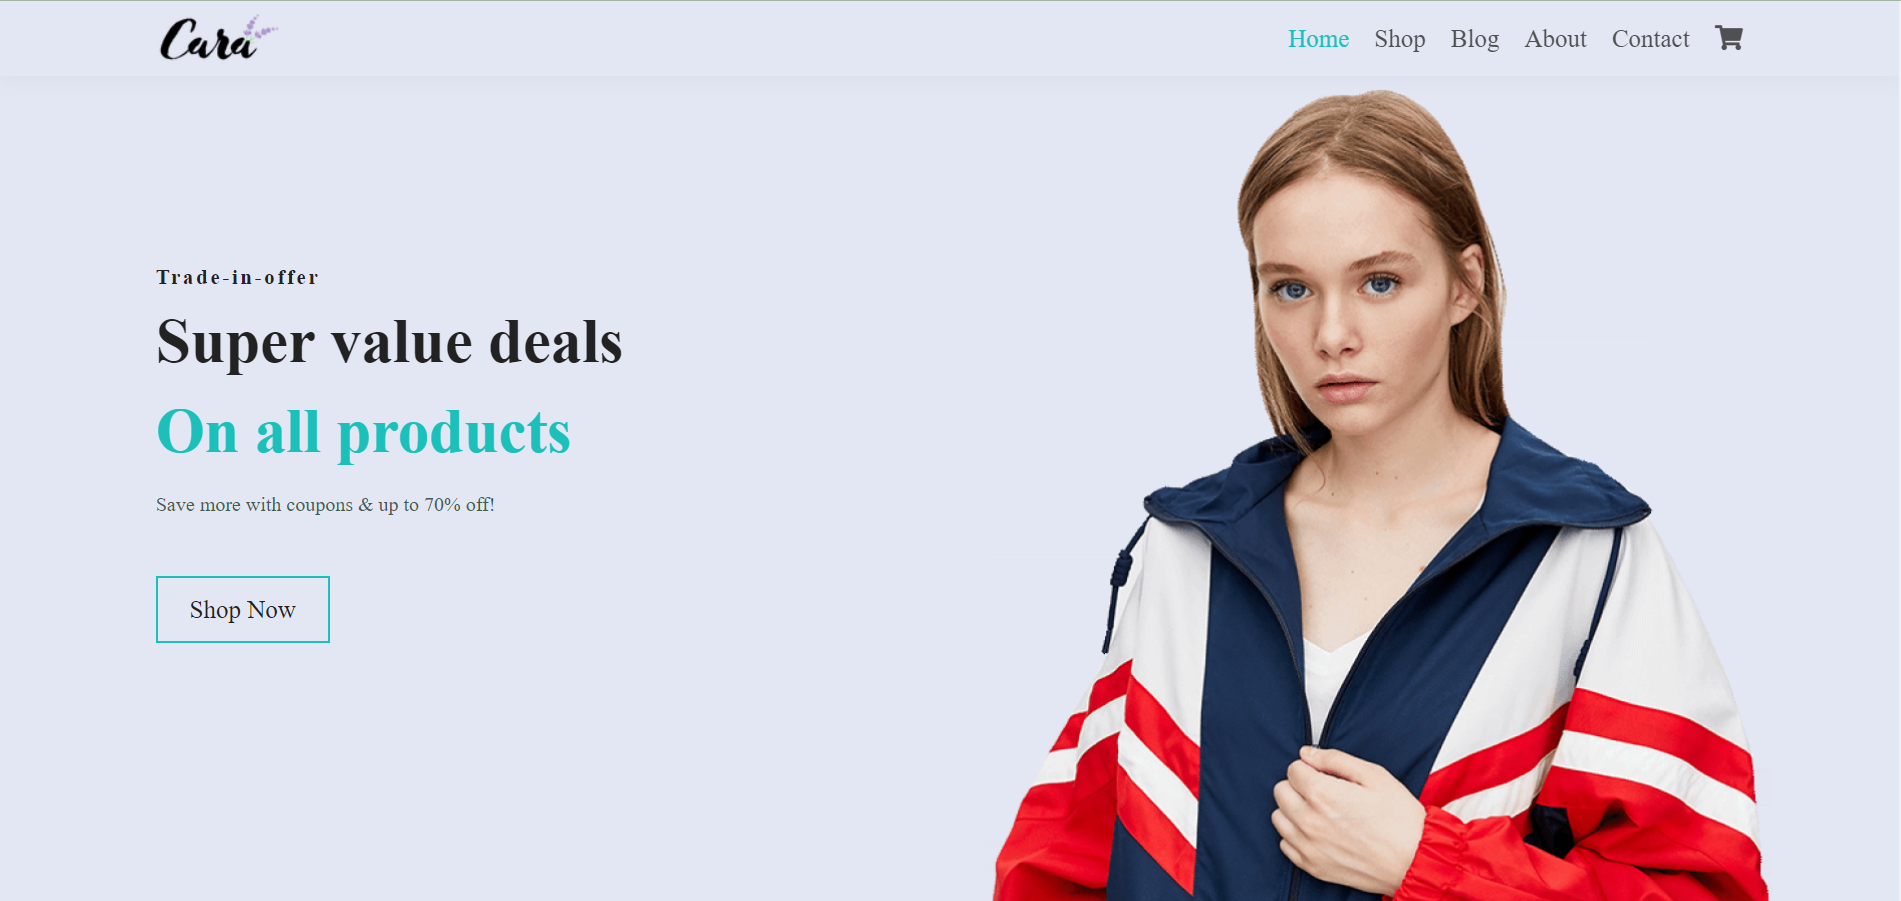 Cara
Home Shop Blog About Contact
Trade-in-offer
Super value deals
On all products
Save more with coupons & up to 70% off!
Shop Now